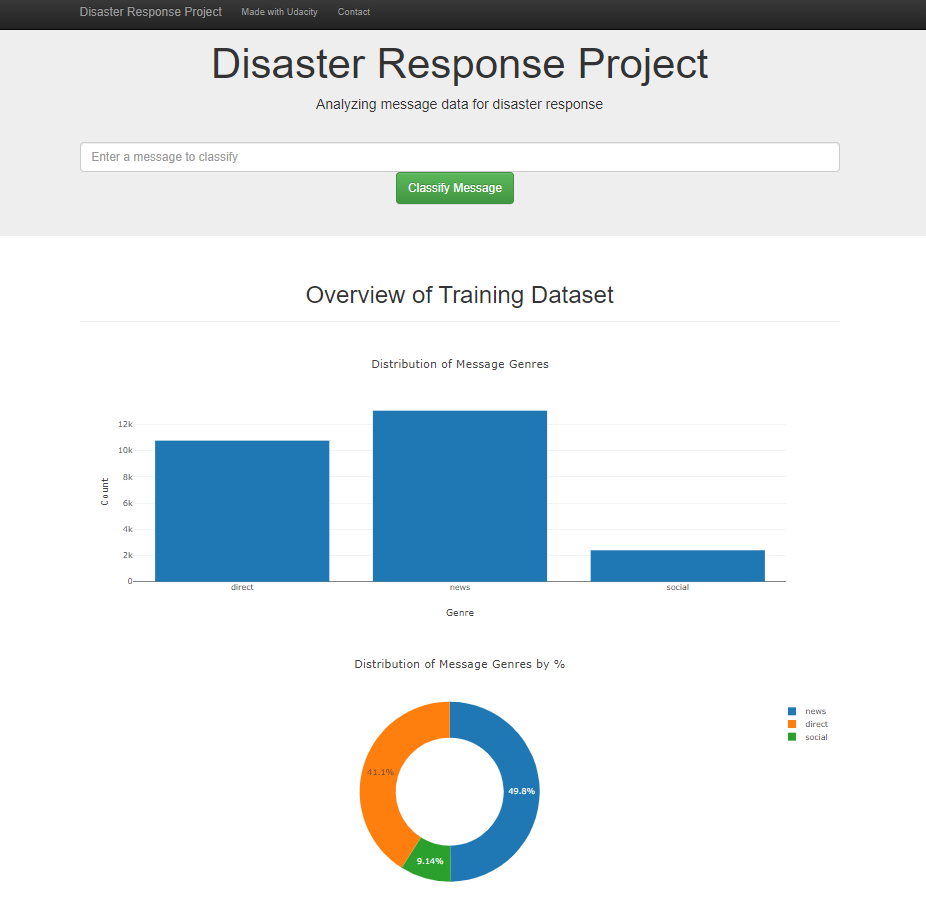 Disaster Response Project Made with Udacity Contact
Disaster Response Project
Analyzing message data for disaster response
Enter a message to classify
Classify Message
Overview of Training Dataset
Distribution of Message Genres
12k
10k
8k
6k
4k
2k
0
Count
direct news social
Genre
Distribution of Message Genres by %
news
direct
social
41.1%
49.8%
9.14%